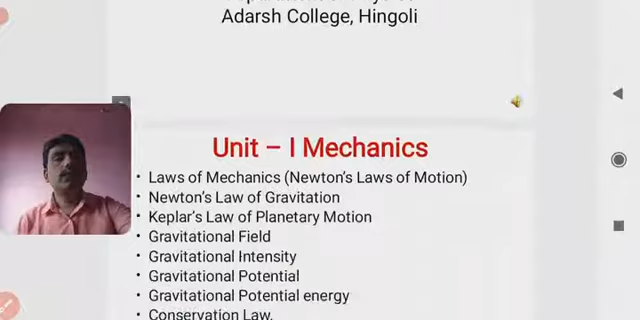 Adarsh College, Hingoli
Unit – I Mechanics
• Laws of Mechanics (Newton's Laws of Motion)
• Newton's Law of Gravitation
• Keplar's Law of Planetary Motion
• Gravitational Field
• Gravitational Intensity
• Gravitational Potential
• Gravitational Potential energy
• Conservation Law.